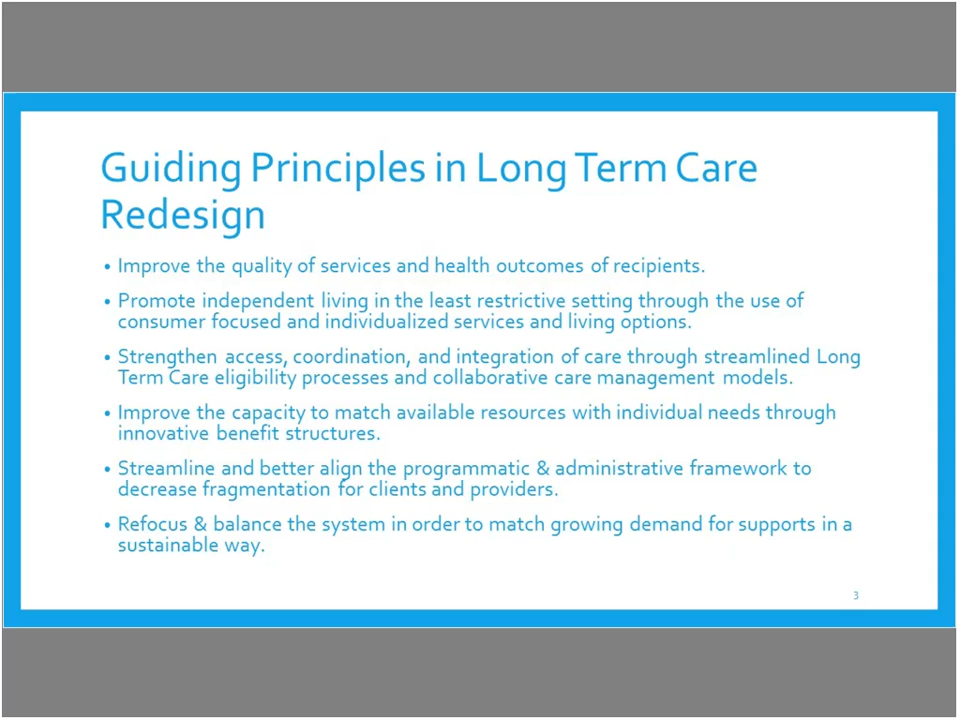 Guiding Principles in Long Term Care
Redesign
• Improve the quality of services and health outcomes of recipients.
• Promote independent living in the least restrictive setting through the use of
consumer focused and individualized services and living options.
• Strengthen access, coordination, and integration of care through streamlined Long
Term Care eligibility processes and collaborative care management models.
• Improve the capacity to match available resources with individual needs through
innovative benefit structures.
• Streamline and better align the programmatic & administrative framework to
decrease fragmentation for clients and providers.
• Refocus & balance the system in order to match growing demand for supports in a
sustainable way.
3